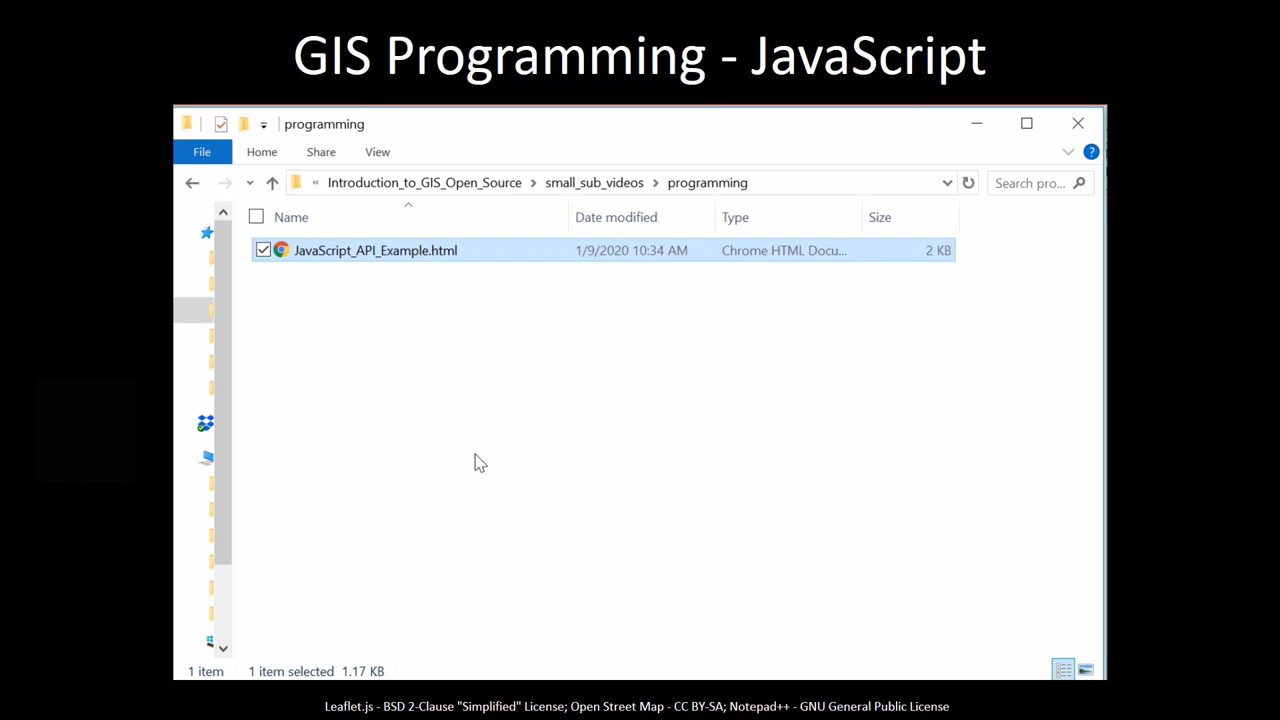 GIS Programming - JavaScript
programming
File Home Share View
« Introduction_to_GIS_Open_Source > small_sub_videos > programming Search pro...
Name Date modified Type Size
JavaScript_API_Example.html 1/9/2020 10:34 AM Chrome HTML Docu... 2 KB
1 item 1 item selected 1.17 KB
Leaflet.js - BSD 2-Clause "Simplified" License; Open Street Map - CC BY-SA; Notepad++ - GNU General Public License